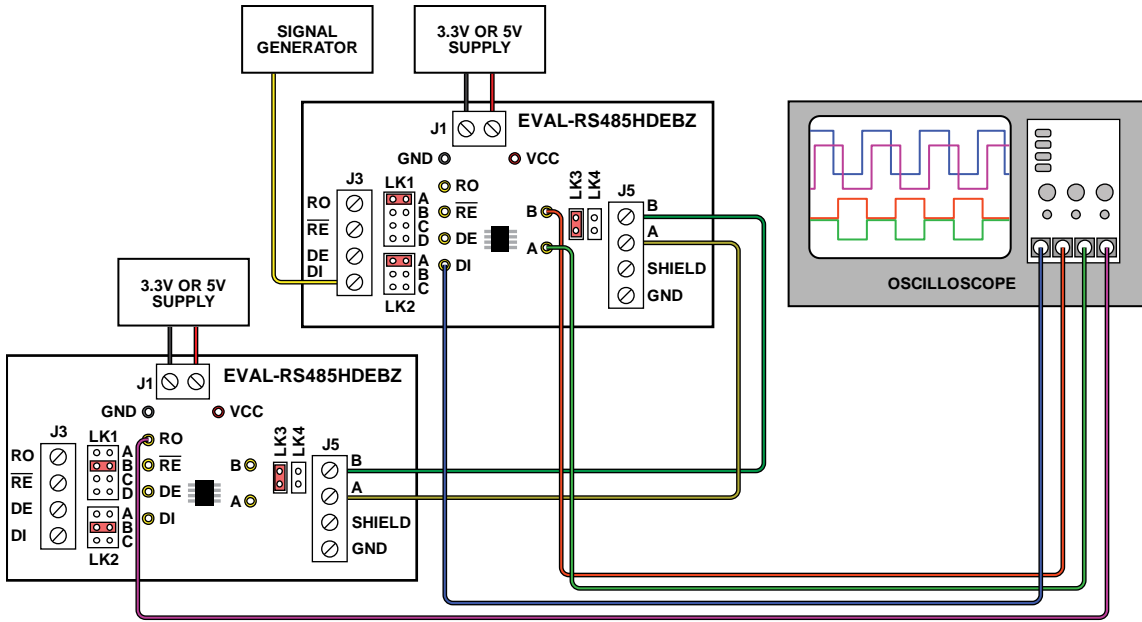 SIGNAL
GENERATOR
3.3V OR 5V
SUPPLY
J1
EVAL-RS485HDEBZ
GND
VCC
J3
RO
RE
DE
DI
LK1
A
B
C
D
LK2
A
B
C
RO
RE
DE
DI
B
A
LK3
LK4
J5
B
A
SHIELD
GND
OSCILLOSCOPE
3.3V OR 5V
SUPPLY
J1
EVAL-RS485HDEBZ
GND
VCC
J3
RO
RE
DE
DI
LK1
A
B
C
D
LK2
A
B
C
RO
RE
DE
DI
B
A
LK3
LK4
J5
B
A
SHIELD
GND